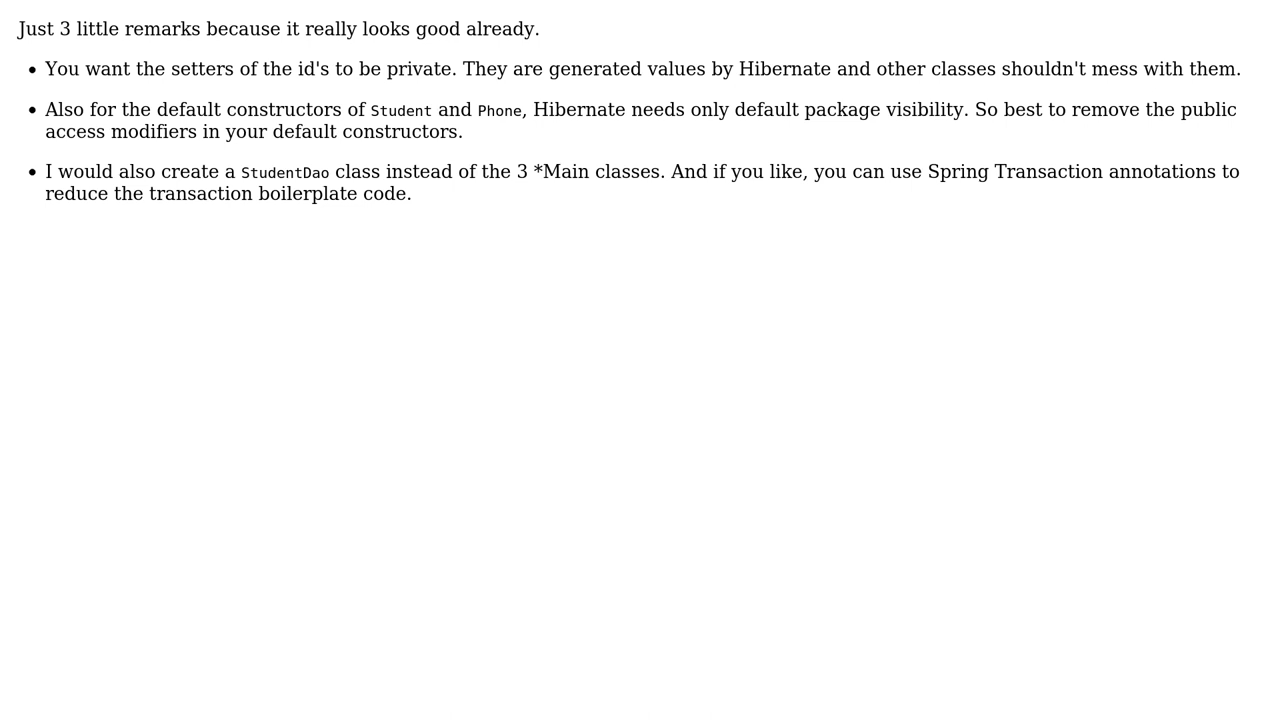 Just 3 little remarks because it really looks good already.
• You want the setters of the id's to be private. They are generated values by Hibernate and other classes shouldn't mess with them.
• Also for the default constructors of Student and Phone, Hibernate needs only default package visibility. So best to remove the public
access modifiers in your default constructors.
• I would also create a StudentDao class instead of the 3 *Main classes. And if you like, you can use Spring Transaction annotations to
reduce the transaction boilerplate code.